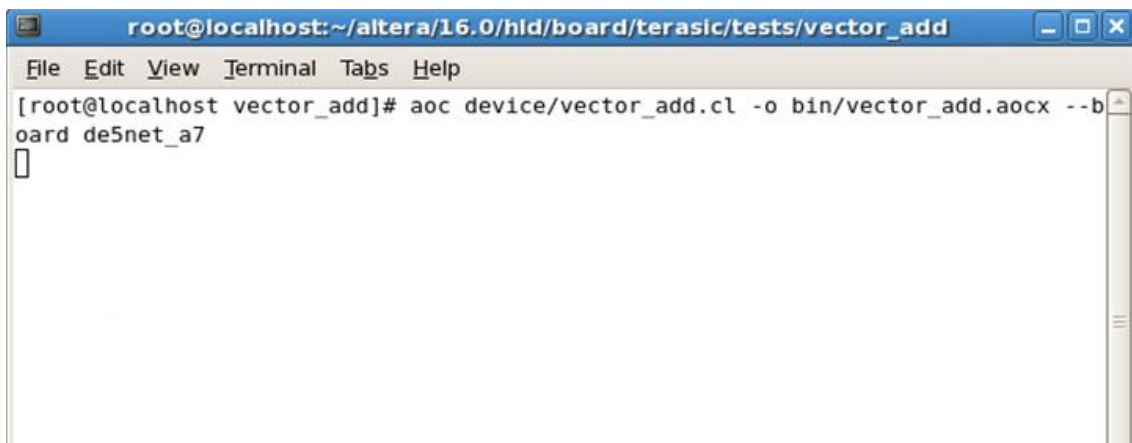 root@localhost:~/altera/16.0/hld/board/terasic/tests/vector_add
File Edit View Terminal Tabs Help
[root@localhost vector_add]# aoc device/vector_add.cl -o bin/vector_add.aocx --b
oard de5net_a7